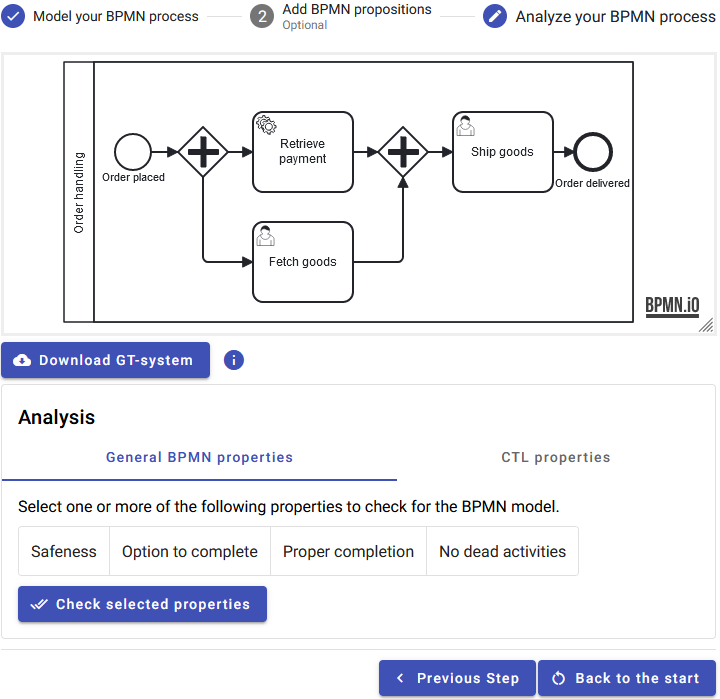 Model your BPMN process
2
Add BPMN propositions
Optional
Analyze your BPMN process
Order handling
Order placed
Retrieve
payment
Fetch goods
Ship goods
Order delivered
BPMN.iO
Download GT-system
i
Analysis
General BPMN properties
CTL properties
Select one or more of the following properties to check for the BPMN model.
Safeness
Option to complete
Proper completion
No dead activities
Check selected properties
Previous Step
Back to the start